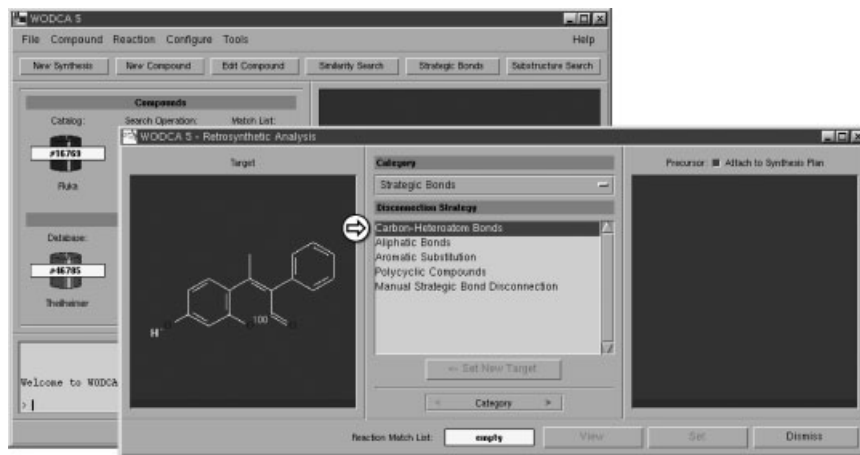 WODCA 5
File Compound Reaction Configure Tools Help
New Synthesis New Compound Edit Compound Similarity Search Strategic Bonds Substructure Search
Compounds
Catalog: Search Operation: Match List:
#16769
Fluka
Database:
#46785
Theilheimer
Welcome to WODCA
>
WODCA 5 - Retrosynthetic Analysis
Target
H
O
100
O
Category
Strategic Bonds
Disconnection Strategy
Carbon-Heteroatom Bonds
Aliphatic Bonds
Aromatic Substitution
Polycyclic Compounds
Manual Strategic Bond Disconnection
<- Set New Target
< Category >
Precursor: Attach to Synthesis Plan
Reaction Match List: empty View Set Dismiss